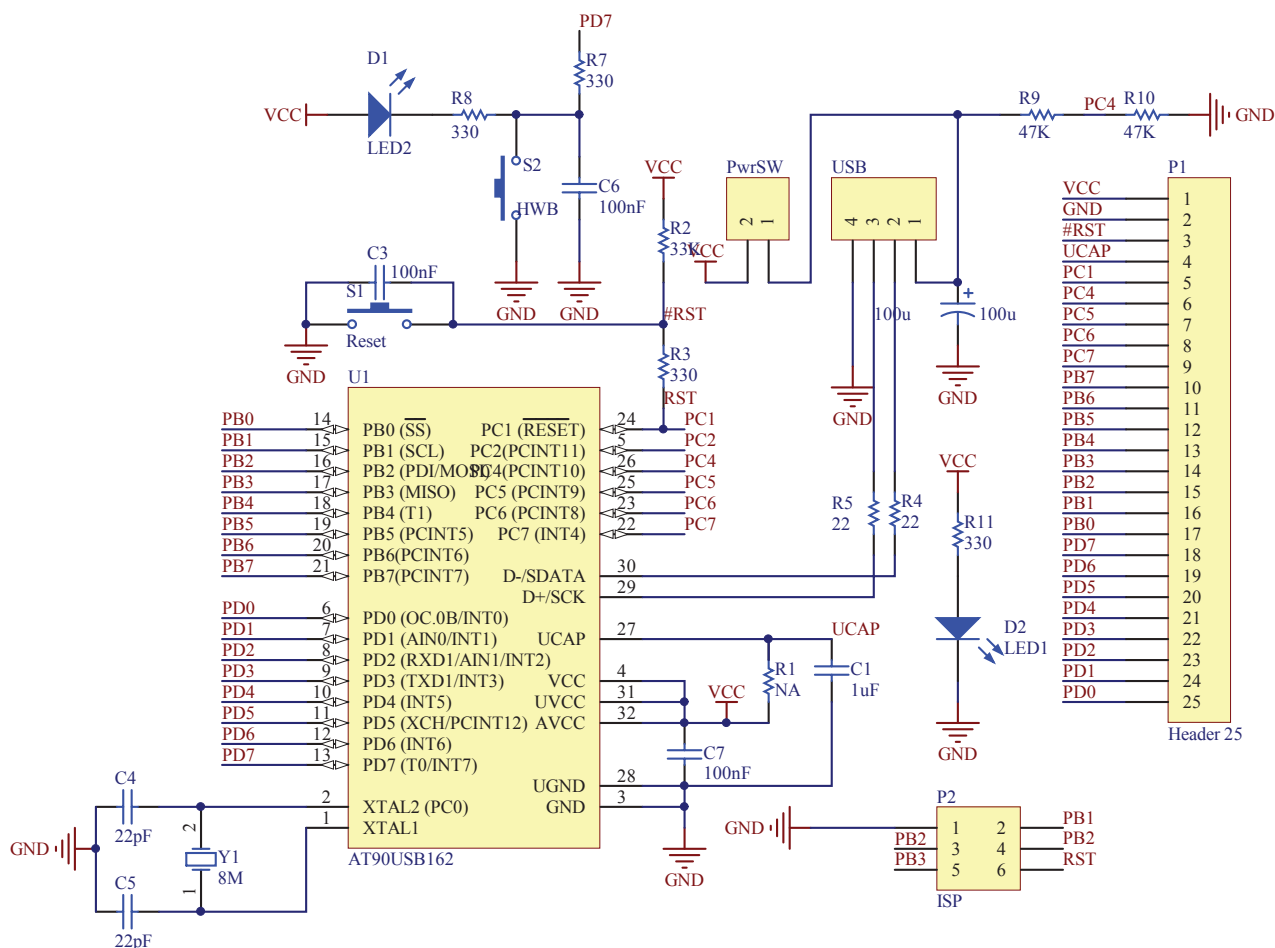 PD7
D1
R7
330
VCC
R8
330
LED2
S2
HWB
C6
100nF
VCC
R2
33K
C3
100nF
S1
Reset
GND
GND
GND
#RST
R3
330
RST
PwrSW
2
1
VCC
USB
4
3
2
1
100u
100u
GND
GND
R9
47K
PC4
R10
47K
GND
P1
VCC 1
GND 2
#RST 3
UCAP 4
PC1 5
PC4 6
PC5 7
PC6 8
PC7 9
PB7 10
PB6 11
PB5 12
PB4 13
PB3 14
PB2 15
PB1 16
PB0 17
PD7 18
PD6 19
PD5 20
PD4 21
PD3 22
PD2 23
PD1 24
PD0 25
Header 25
U1
PB0 14 PB0 (SS) PC1 (RESET) 24 PC1
PB1 15 PB1 (SCL) PC2(PCINT11) 5 PC2
PB2 16 PB2 (PDI/MOSI) PC4(PCINT10) 26 PC4
PB3 17 PB3 (MISO) PC5 (PCINT9) 25 PC5
PB4 18 PB4 (T1) PC6 (PCINT8) 23 PC6
PB5 19 PB5 (PCINT5) PC7 (INT4) 22 PC7
PB6 20 PB6(PCINT6)
PB7 21 PB7(PCINT7) D-/SDATA 30
D+/SCK 29
PD0 6 PD0 (OC.0B/INT0)
PD1 7 PD1 (AIN0/INT1) UCAP 27 UCAP
PD2 8 PD2 (RXD1/AIN1/INT2)
PD3 9 PD3 (TXD1/INT3) VCC 4
PD4 10 PD4 (INT5) UVCC 31
PD5 11 PD5 (XCH/PCINT12) AVCC 32
PD6 12 PD6 (INT6)
PD7 13 PD7 (T0/INT7)
UGND 28
2 XTAL2 (PC0) GND 3
1 XTAL1
AT90USB162
R5
22
R4
22
VCC
R1
NA
C1
1uF
C7
100nF
GND
VCC
R11
330
D2
LED1
GND
C4
22pF
GND
2
Y1
8M
1
C5
22pF
P2
GND 1 2 PB1
PB2 3 4 PB2
PB3 5 6 RST
ISP